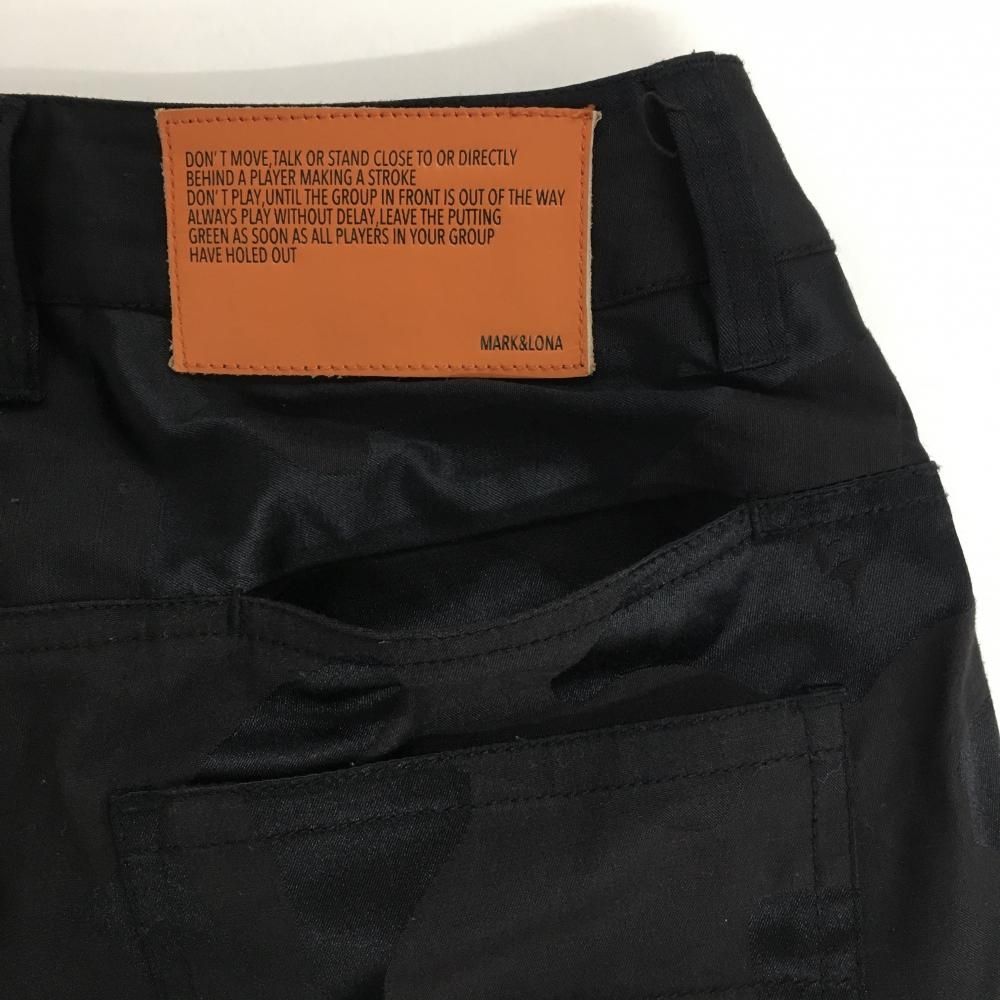 DON' T MOVE,TALK OR STAND CLOSE TO OR DIRECTLY
BEHIND A PLAYER MAKING A STROKE
DON' T PLAY,UNTIL THE GROUP IN FRONT IS OUT OF THE WAY
ALWAYS PLAY WITHOUT DELAY,LEAVE THE PUTTING
GREEN AS SOON AS ALL PLAYERS IN YOUR GROUP
HAVE HOLED OUT
MARK&LONA